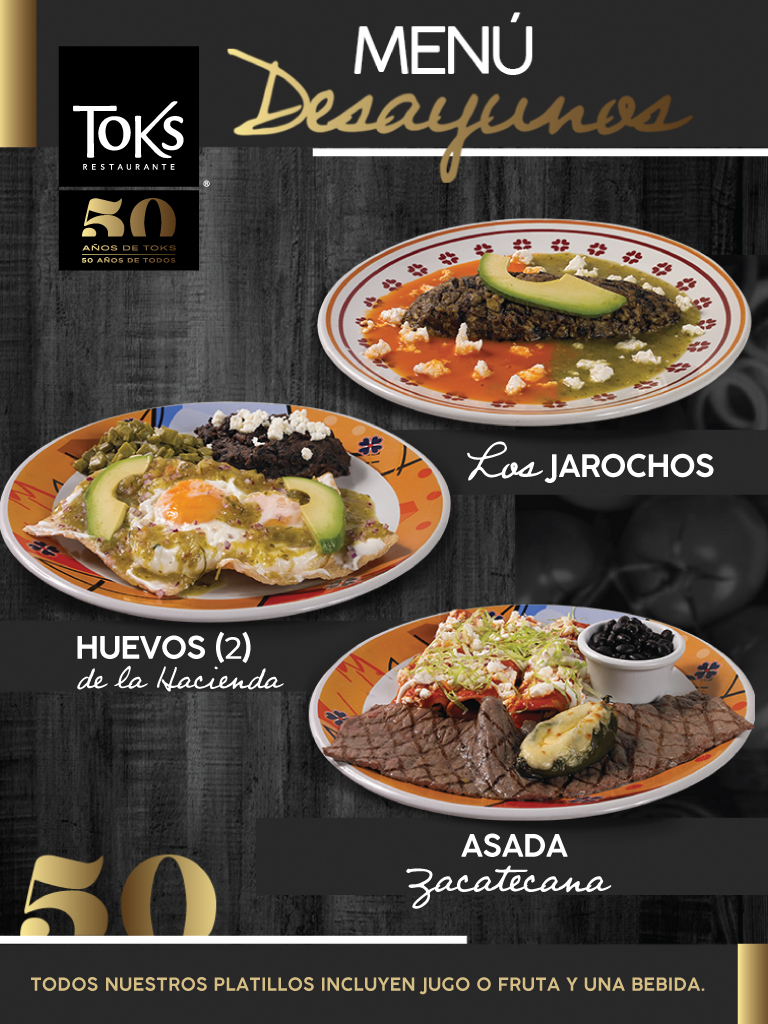 MENÚ
Desayunos
TOKS
RESTAURANTE
®
50
AÑOS DE TOKS
50 AÑOS DE TODOS
Los JAROCHOS
HUEVOS (2)
de la Hacienda
ASADA
Zacatecana
50
TODOS NUESTROS PLATILLOS INCLUYEN JUGO O FRUTA Y UNA BEBIDA.